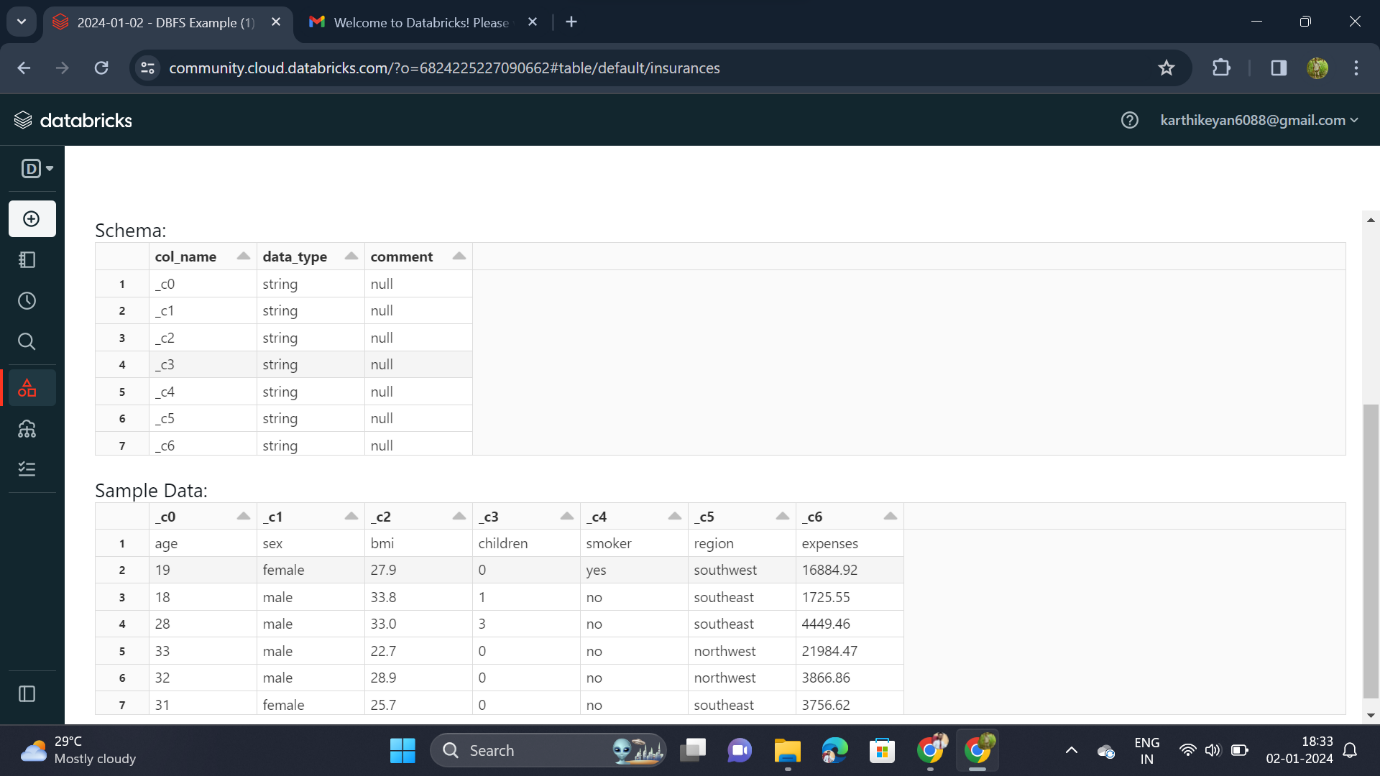 2024-01-02 - DBFS Example (1)
Welcome to Databricks! Please
community.cloud.databricks.com/?o=6824225227090662#table/default/insurances
databricks
karthikeyan6088@gmail.com
D
Schema:
col_name data_type comment
1 _c0 string null
2 _c1 string null
3 _c2 string null
4 _c3 string null
5 _c4 string null
6 _c5 string null
7 _c6 string null
Sample Data:
_c0 _c1 _c2 _c3 _c4 _c5 _c6
1 age sex bmi children smoker region expenses
2 19 female 27.9 0 yes southwest 16884.92
3 18 male 33.8 1 no southeast 1725.55
4 28 male 33.0 3 no southeast 4449.46
5 33 male 22.7 0 no northwest 21984.47
6 32 male 28.9 0 no northwest 3866.86
7 31 female 25.7 0 no southeast 3756.62
29°C
Mostly cloudy
Search
ENG
IN
18:33
02-01-2024